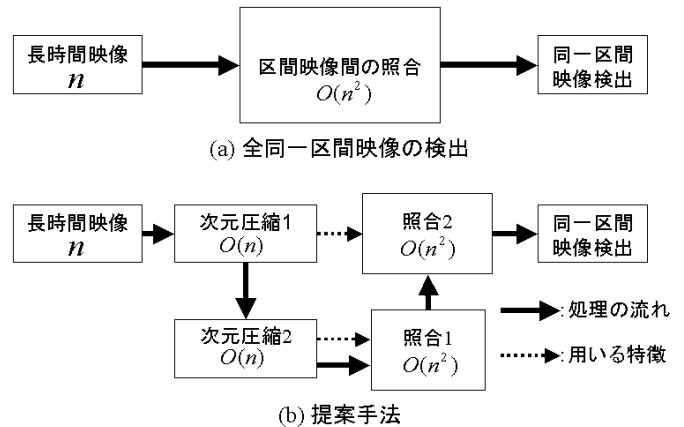 長時間映像
n
区間映像間の照合
O(n²)
同一区間
映像検出
(a) 全同一区間映像の検出
長時間映像
n
次元圧縮1
O(n)
照合2
O(n²)
同一区間
映像検出
次元圧縮2
O(n)
照合1
O(n²)
:処理の流れ
:用いる特徴
(b) 提案手法